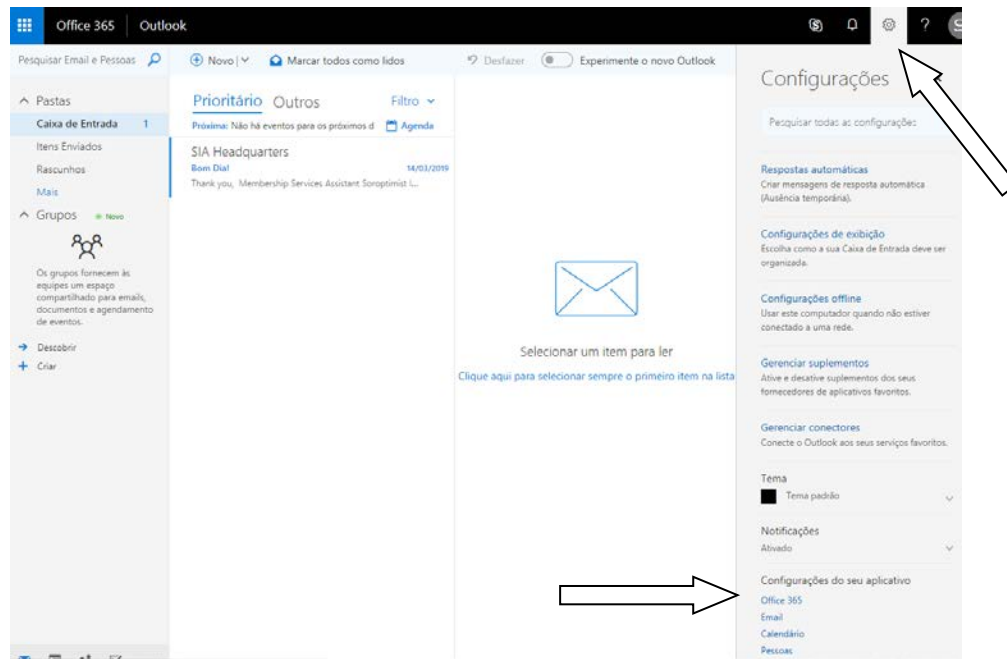 Office 365 Outlook
S ?
Pesquisar Email e Pessoas
Novo | Marcar todos como lidos Desfazer Experimente o novo Outlook
Pastas
Caixa de Entrada 1
Itens Enviados
Rascunhos
Mais
Grupos Novo
Os grupos fornecem às
equipes um espaço
compartilhado para emails,
documentos e agendamento
de eventos.
Descobrir
Criar
Prioritário Outros Filtro
Próxima: Não há eventos para os próximos d Agenda
SIA Headquarters
Bom Dia! 14/03/2019
Thank you, Membership Services Assistant Soroptimist I...
Selecionar um item para ler
Clique aqui para selecionar sempre o primeiro item na lista
Configurações
Pesquisar todas as configurações
Respostas automáticas
Criar mensagens de resposta automática
(Ausência temporária).
Configurações de exibição
Escolha como a sua Caixa de Entrada deve ser
organizada.
Configurações offline
Usar este computador quando não estiver
conectado a uma rede.
Gerenciar suplementos
Ative e desative suplementos dos seus
fornecedores de aplicativos favoritos.
Gerenciar conectores
Conecte o Outlook aos seus serviços favoritos.
Tema
Tema padrão
Notificações
Ativado
Configurações do seu aplicativo
Office 365
Email
Calendário
Pessoas